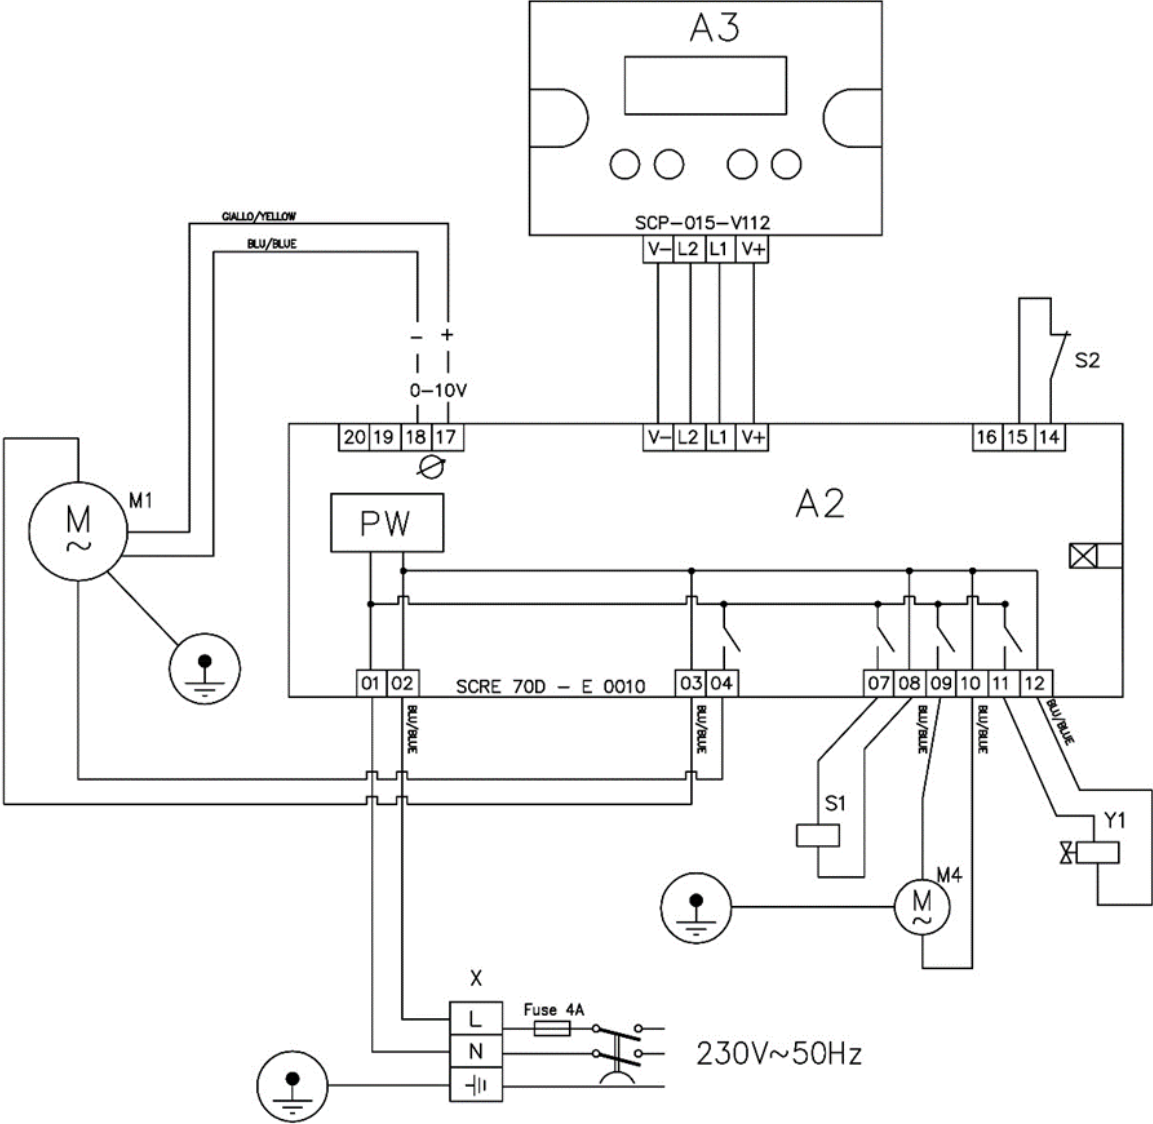 A3
SCP-015-V112
V- L2 L1 V+
GIALLO/YELLOW
BLU/BLUE
- +
0-10V
S2
20 19 18 17
V- L2 L1 V+
16 15 14
M1
M
~
PW
A2
01 02
SCRE 70D - E 0010
03 04
07 08 09 10 11 12
BLU/BLUE
BLU/BLUE
BLU/BLUE
BLU/BLUE
BLU/BLUE
S1
Y1
M4
M
~
X
L
Fuse 4A
N
230V~50Hz